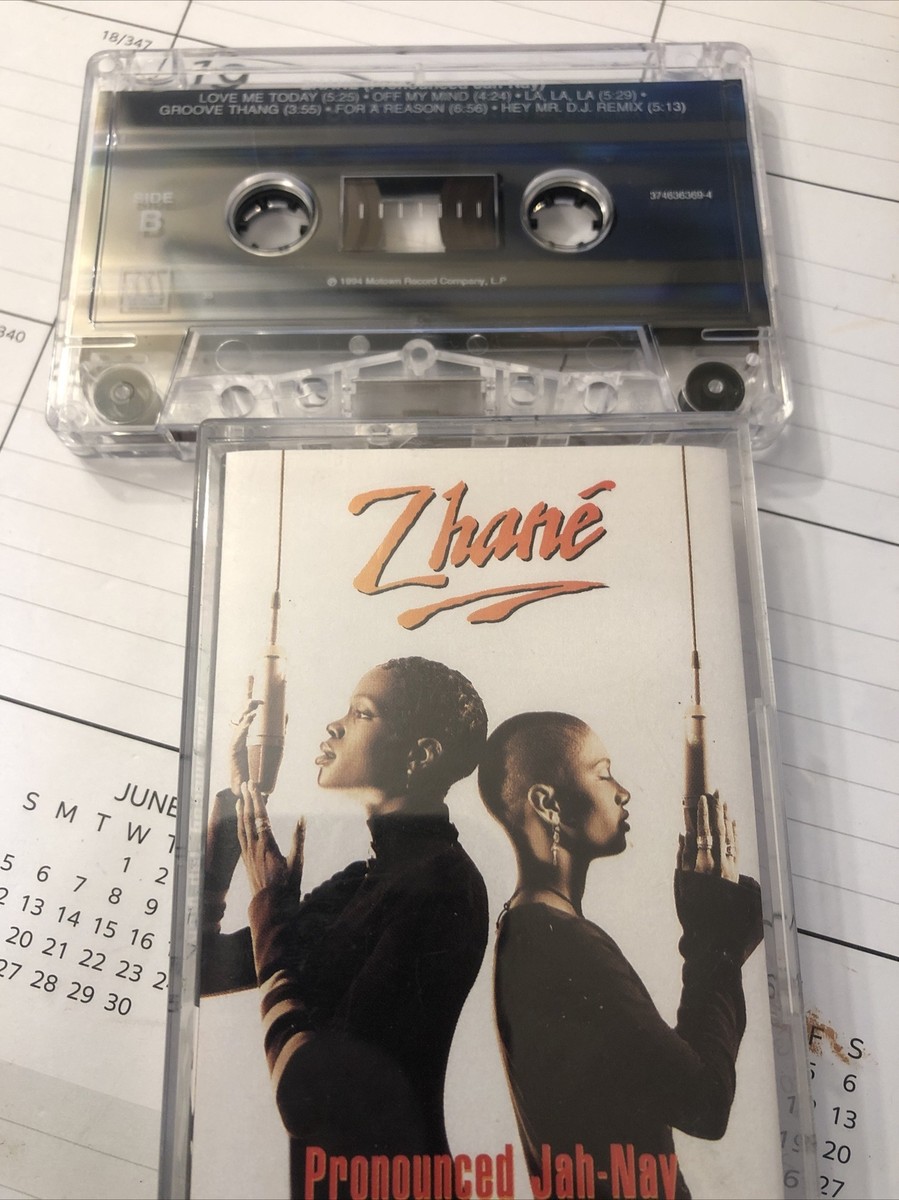 18/347
LOVE ME TODAY (5:25) • OFF MY MIND (4:24) • LA, LA, LA (5:29) •
GROOVE THANG (3:55) • FOR A REASON (6:56) • HEY MR. D.J. REMIX (5:13)
SIDE
B
374636369-4
℗ 1994 Motown Record Company, L.P
340
Zhané
JUNE
S M T W T
1 2
5 6 7 8 9
2 13 14 15 16
20 21 22 23 2
27 28 29 30
F S
6
13
20
27
Pronounced Jah-Nay